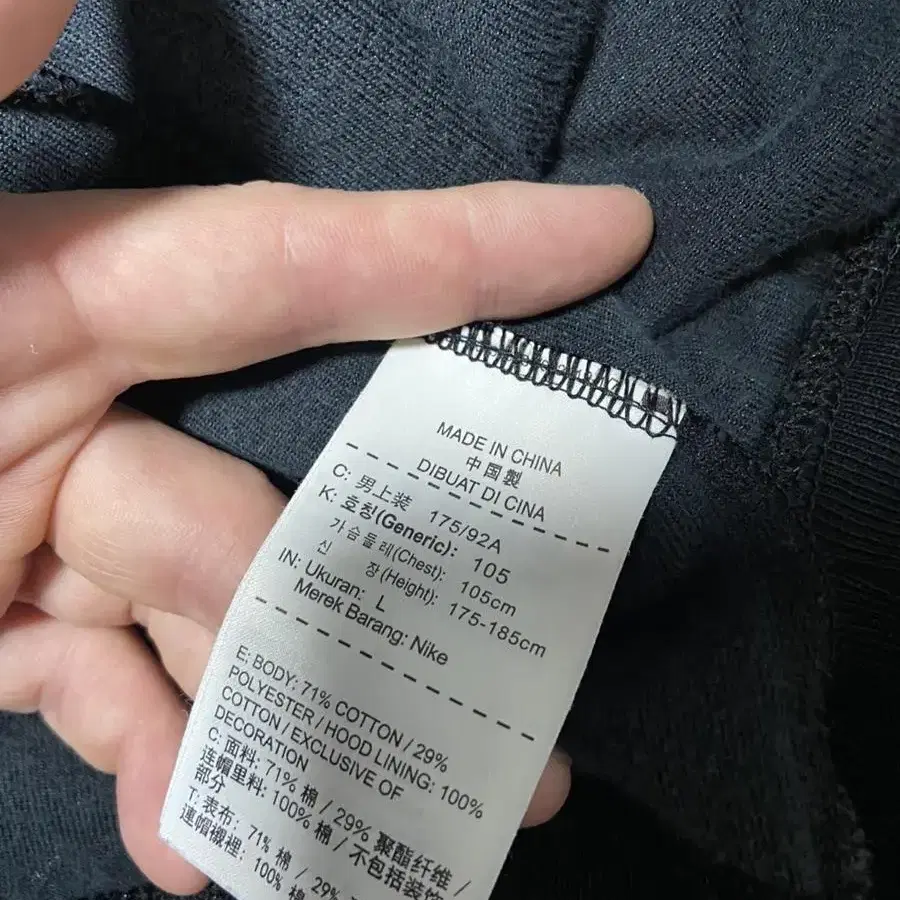 MADE IN CHINA
中国製
DIBUAT DI CINA
C: 男上装 175/92A
K: 호칭(Generic): 105
가슴둘레(Chest): 105cm
신 장(Height): 175-185cm
IN: Ukuran: L
Merek Barang: Nike
E: BODY: 71% COTTON / 29%
POLYESTER / HOOD LINING: 100%
COTTON / EXCLUSIVE OF
DECORATION
C: 面料: 71% 棉 / 29% 聚酯纤维 /
连帽里料: 100% 棉 / 不包括装饰
部分
T: 表布: 71% 棉 / 29%
連帽襯裡: 100% 棉